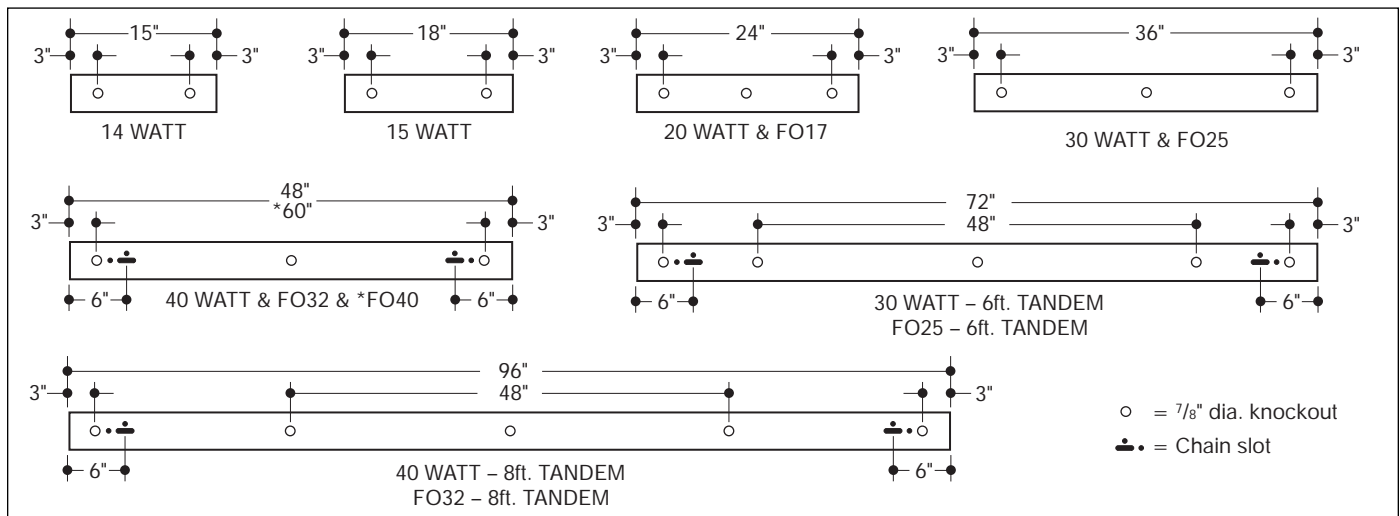 15"
3"
3"
14 WATT
18"
3"
3"
15 WATT
24"
3"
3"
20 WATT & FO17
36"
3"
3"
30 WATT & FO25
48"
*60"
3"
3"
6"
40 WATT & FO32 & *FO40
6"
72"
3"
48"
3"
6"
6"
30 WATT – 6ft. TANDEM
FO25 – 6ft. TANDEM
96"
3"
48"
3"
6"
6"
40 WATT – 8ft. TANDEM
FO32 – 8ft. TANDEM
= 7/8" dia. knockout
= Chain slot